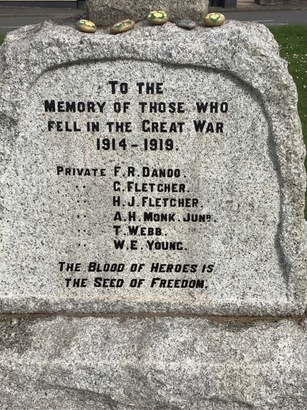 To the
Memory of those who
fell in the Great War
1914-1919.
Private F. R. Dando.
" G. Fletcher.
" H. J. Fletcher.
" A. H. Monk. Junr.
" T. Webb.
" W. E. Young.
The Blood of Heroes is
the Seed of Freedom.